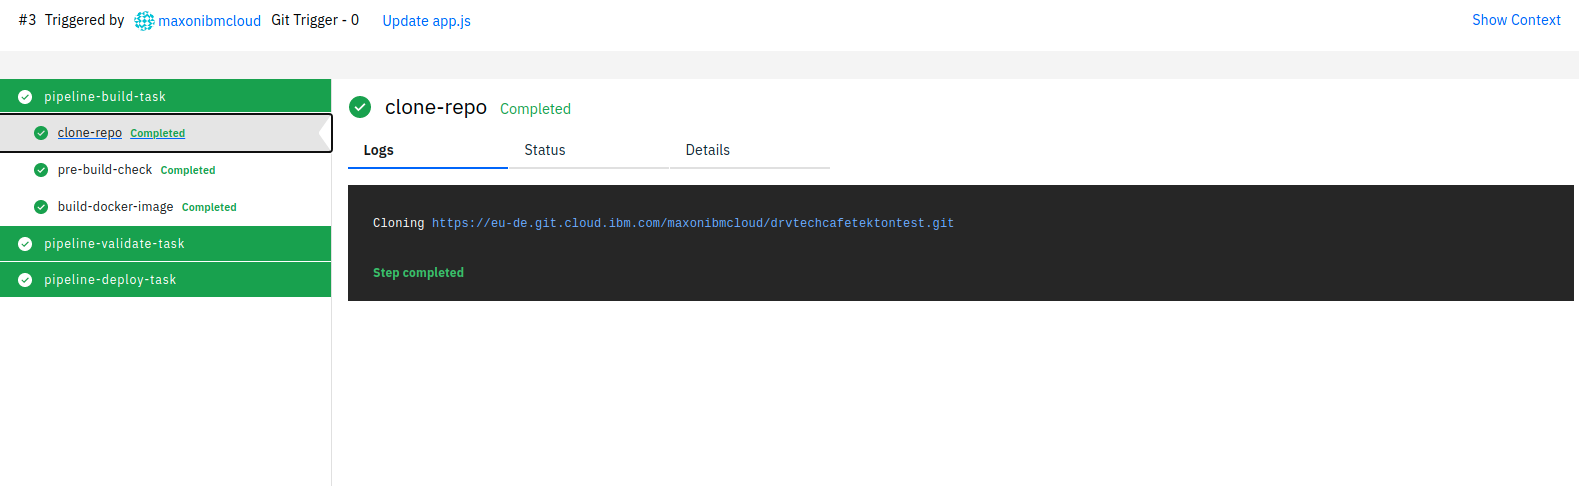 #3 Triggered by maxonibmcloud Git Trigger - 0 Update app.js Show Context
pipeline-build-task
clone-repo Completed
pre-build-check Completed
build-docker-image Completed
pipeline-validate-task
pipeline-deploy-task
clone-repo Completed
Logs Status Details
Cloning https://eu-de.git.cloud.ibm.com/maxonibmcloud/drvtechcafetektontest.git
Step completed